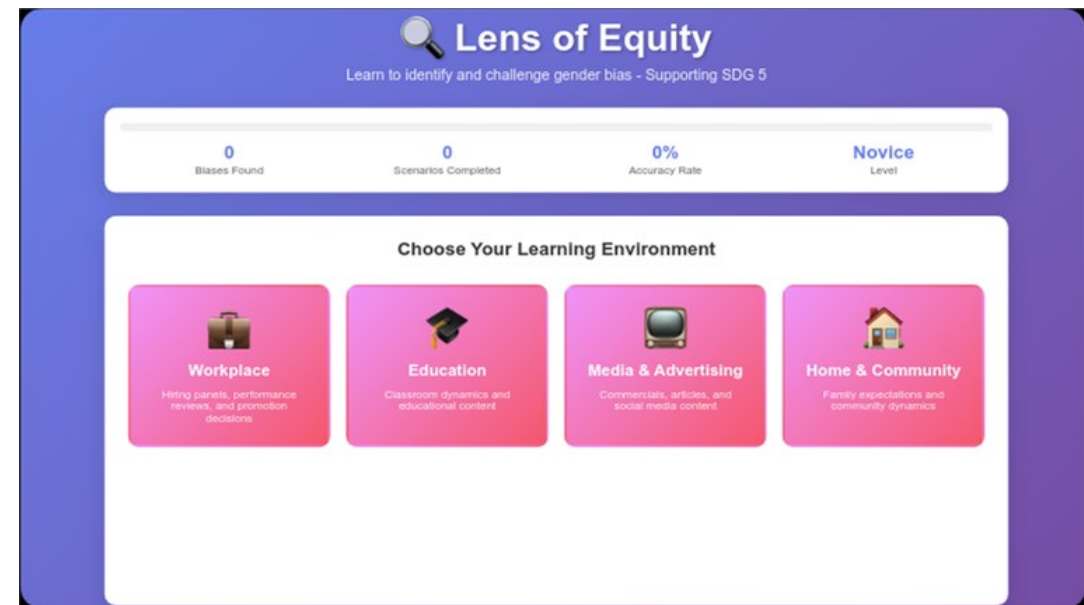 Lens of Equity
Learn to identify and challenge gender bias - Supporting SDG 5
0
Biases Found
0
Scenarios Completed
0%
Accuracy Rate
Novice
Level
Choose Your Learning Environment
Workplace
Hiring panels, performance
reviews, and promotion
decisions
Education
Classroom dynamics and
educational content
Media & Advertising
Commercials, articles, and
social media content
Home & Community
Family expectations and
community dynamics